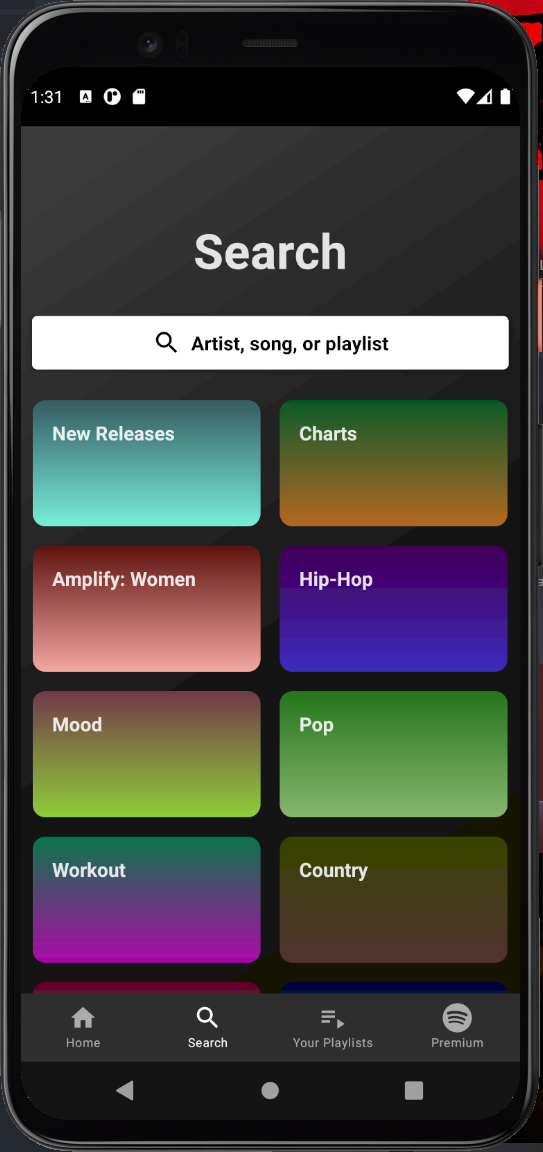 1:31
Search
Artist, song, or playlist
New Releases
Charts
Amplify: Women
Hip-Hop
Mood
Pop
Workout
Country
Home
Search
Your Playlists
Premium